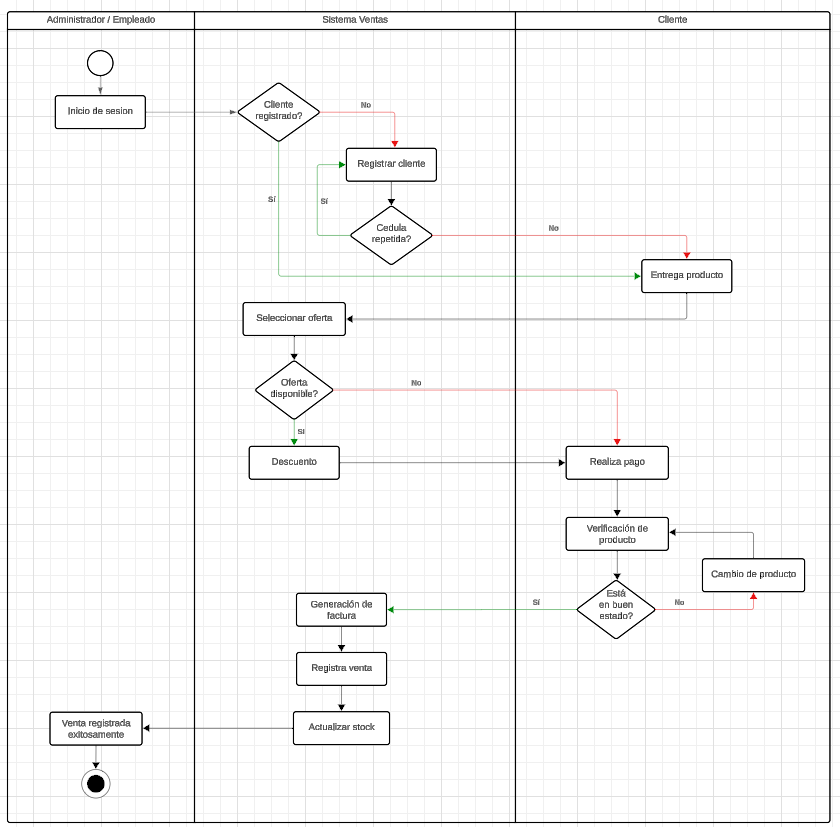 Administrador / Empleado
Sistema Ventas
Cliente
Inicio de sesion
Cliente
registrado?
No
Registrar cliente
Sí
Sí
Cedula
repetida?
No
Entrega producto
Seleccionar oferta
Oferta
disponible?
No
Sí
Descuento
Realiza pago
Verificación de
producto
Cambio de producto
Está
en buen
estado?
Sí
No
Generación de
factura
Registra venta
Actualizar stock
Venta registrada
exitosamente